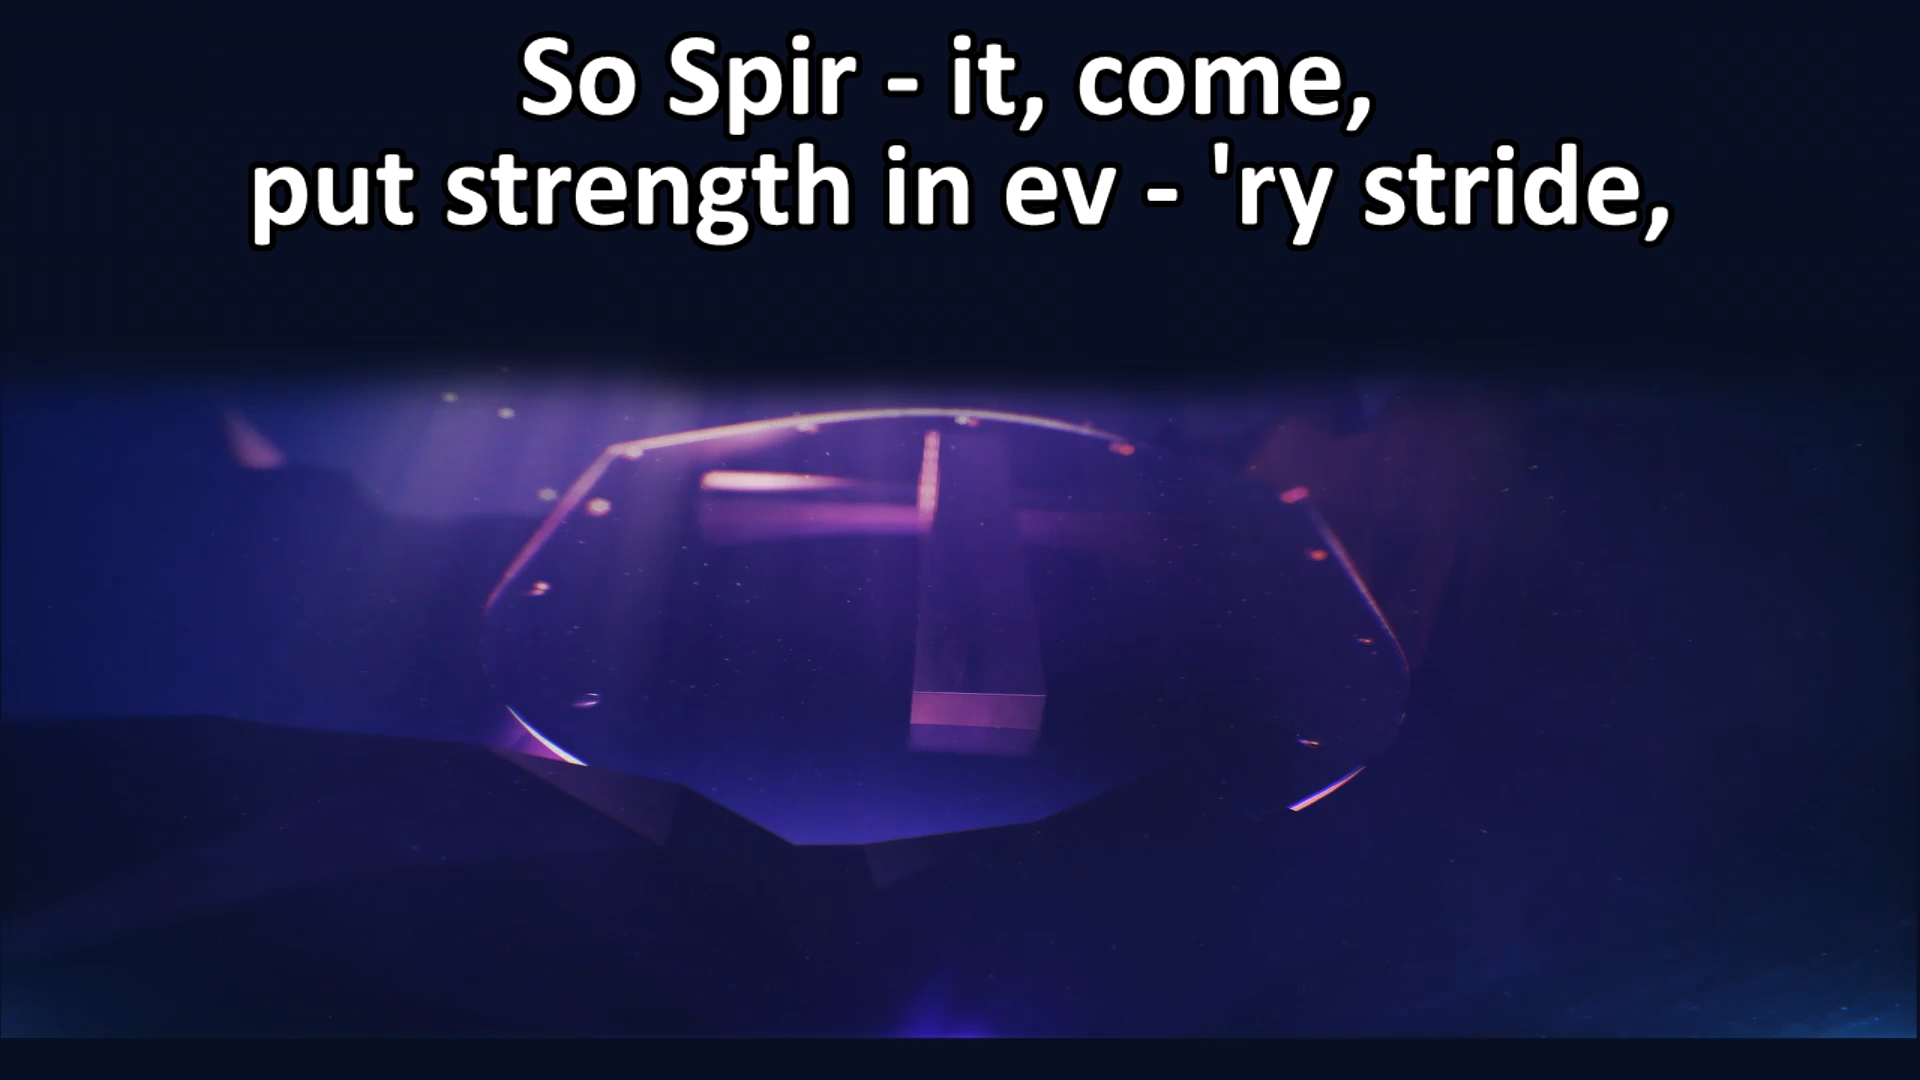 So Spir - it, come,
put strength in ev - 'ry stride,